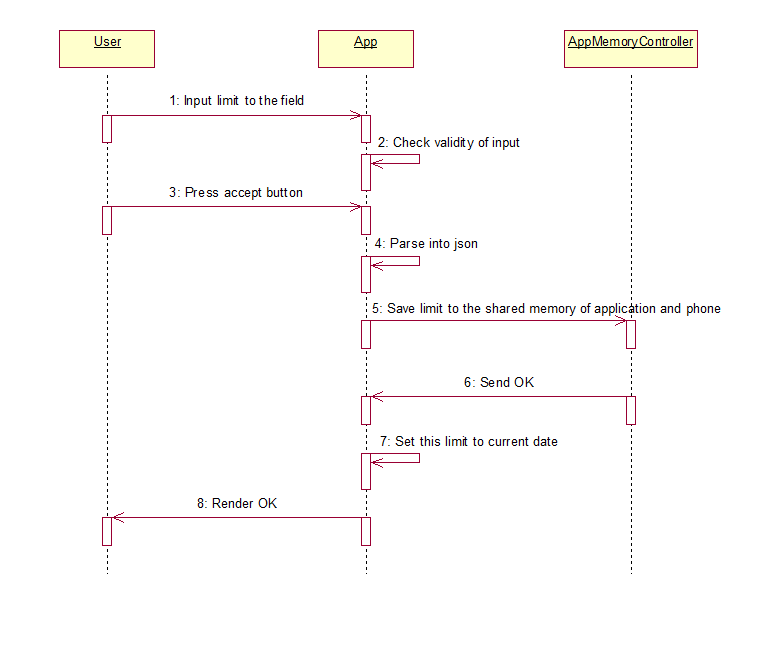 User
App
AppMemoryController
1: Input limit to the field
2: Check validity of input
3: Press accept button
4: Parse into json
5: Save limit to the shared memory of application and phone
6: Send OK
7: Set this limit to current date
8: Render OK